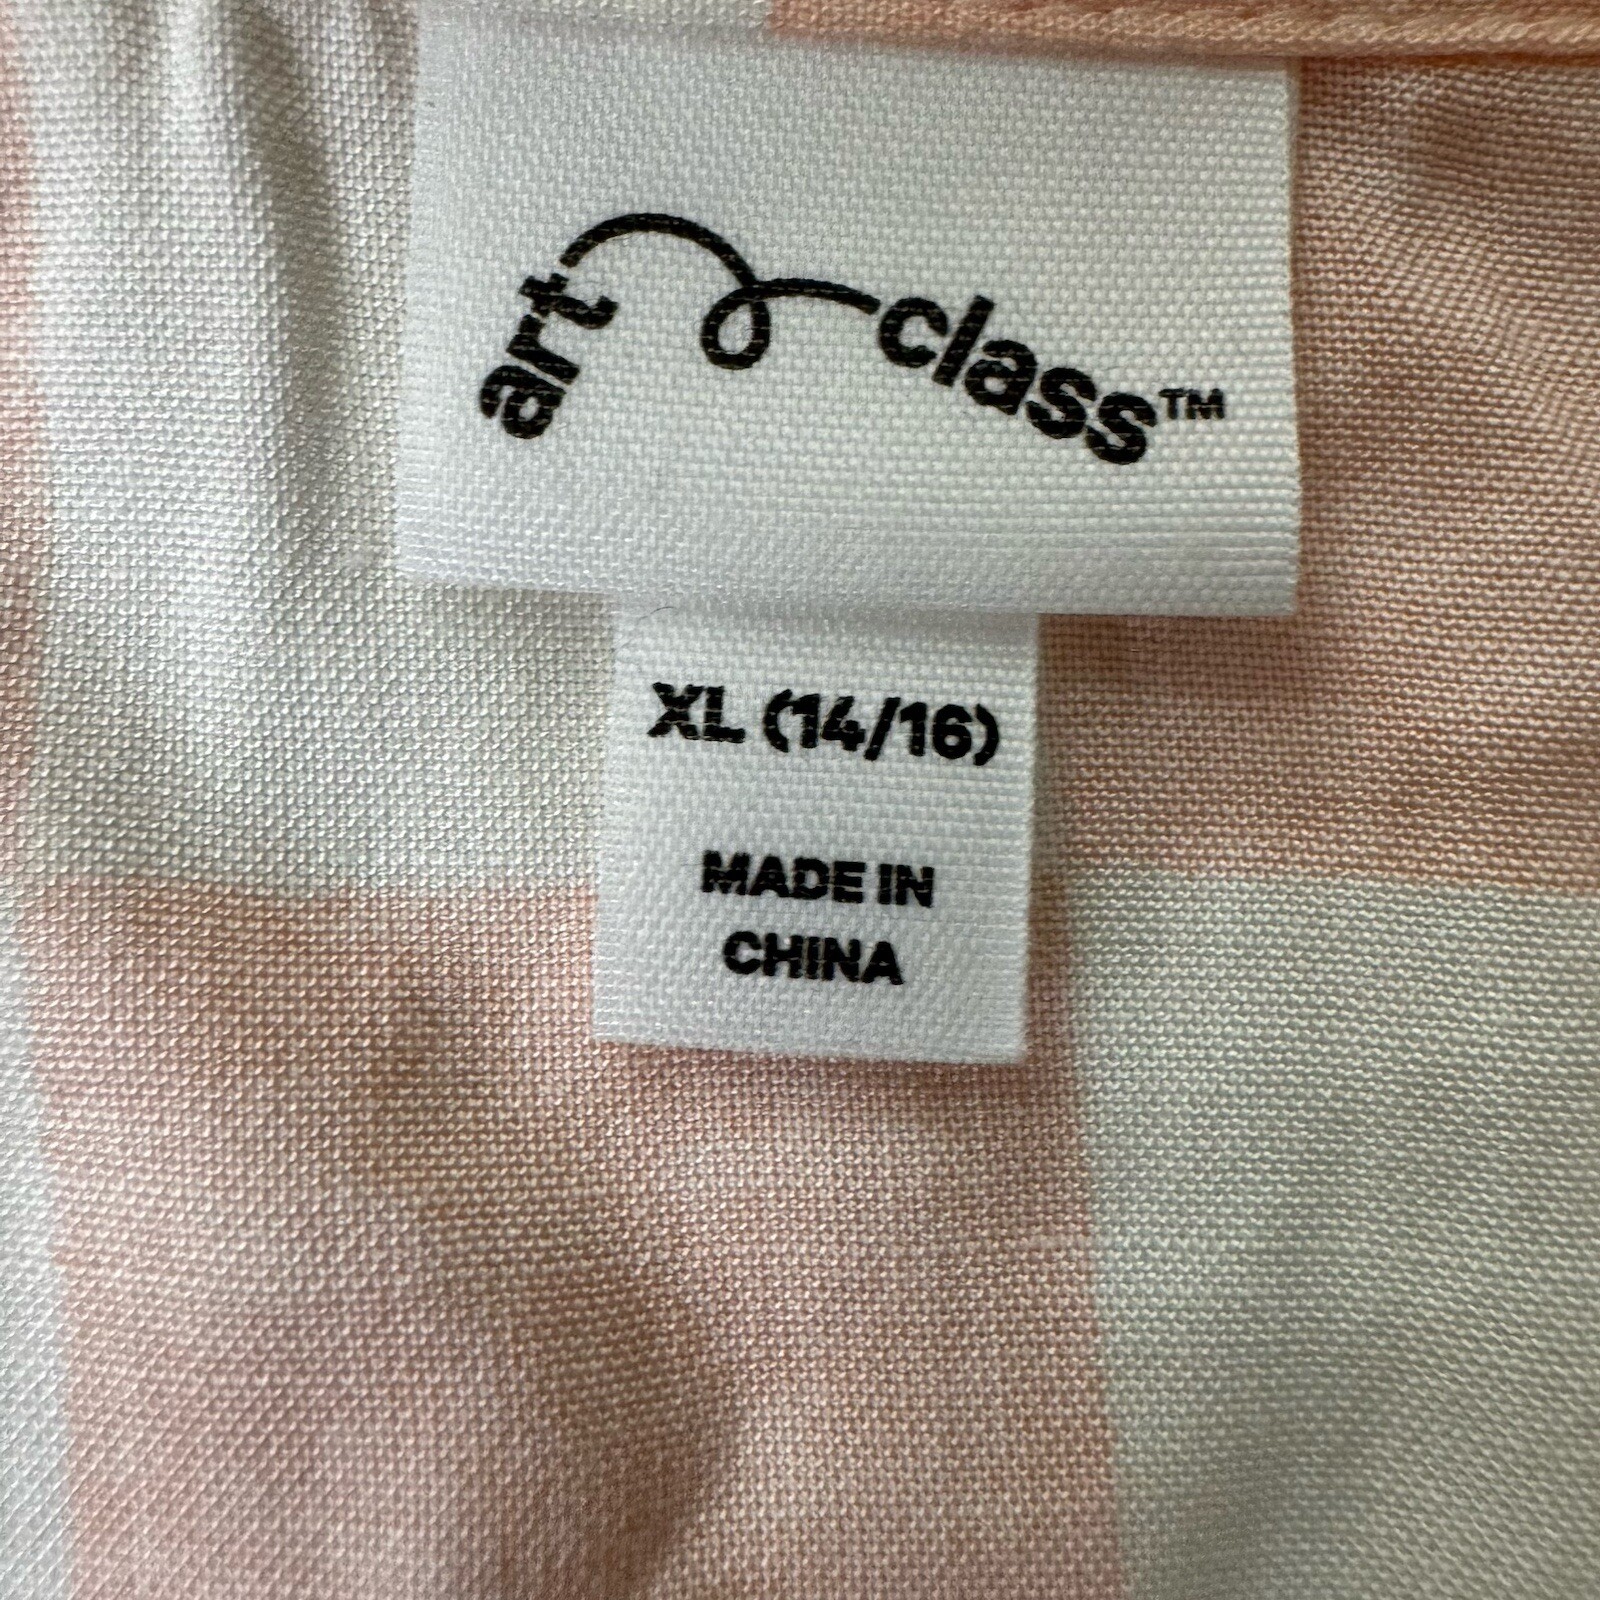 art class™
XL (14/16)
MADE IN
CHINA